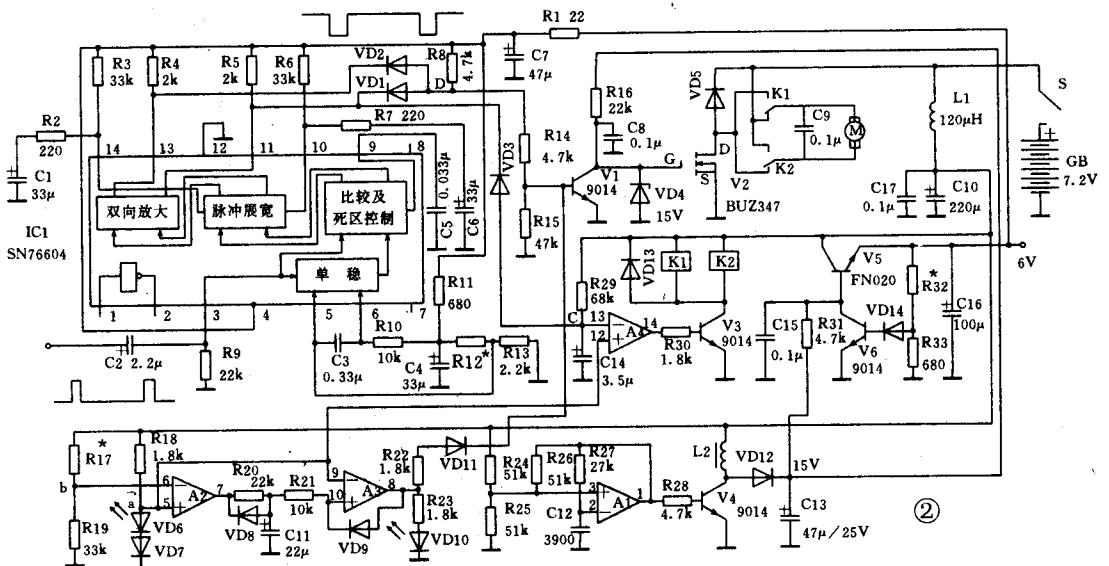 R1 22
R3
33k
R4
2k
R5
2k
R6
33k
VD2
VD1
R8
4.7k
D
C7
47μ
R16
22k
C8
0.1μ
VD5
K1
K2
C9
0.1μ
M
L1
120μH
S
GB
7.2V
R2
220
C1
33μ
14
13
12
11
10
9
8
R7 220
双向放大
脉冲展宽
比较及
死区控制
单稳
0.033μ
C5
33μ
C6
VD3
R14
4.7k
R15
47k
V1
9014
VD4
15V
G
D
S
V2
BUZ347
C17
0.1μ
C10
220μ
IC1
SN76604
1
2
3
4
5
6
7
R11
680
R29
68k
VD13
K1
K2
V5
FN020
6V
*
R32
C16
100μ
C2
2.2μ
R9
22k
C3
0.33μ
R10
10k
C4
33μ
R12*
R13
2.2k
C
13
12
A4
14
R30
1.8k
V3
9014
C14
3.5μ
C15
0.1μ
R31
4.7k
VD14
V6
9014
R33
680
*
R17
R18
1.8k
b
a
6
5
A2
7
R20
22k
R21
10k
VD8
C11
22μ
9
10
A3
8
VD9
R22
1.8k
R23
1.8k
VD10
VD11
R24
51k
R25
51k
R26
51k
R27
27k
3
2
A1
1
C12
3900
R28
4.7k
V4
9014
L2
VD12
15V
C13
47μ/25V
R19
33k
VD6
VD7
②